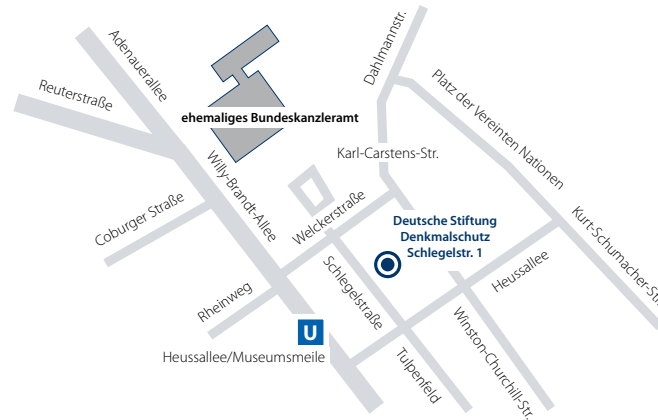 Adenauerallee
Reuterstraße
Dahlmannstr.
Platz der Vereinten Nationen
ehemaliges Bundeskanzleramt
Karl-Carstens-Str.
Willy-Brandt-Allee
Coburger Straße
Welckerstraße
Deutsche Stiftung
Denkmalschutz
Schlegelstr. 1
Kurt-Schumacher-Str.
Rheinweg
Schlegelstraße
Heussallee
U
Heussallee/Museumsmeile
Tulpenfeld
Winston-Churchill-Str.